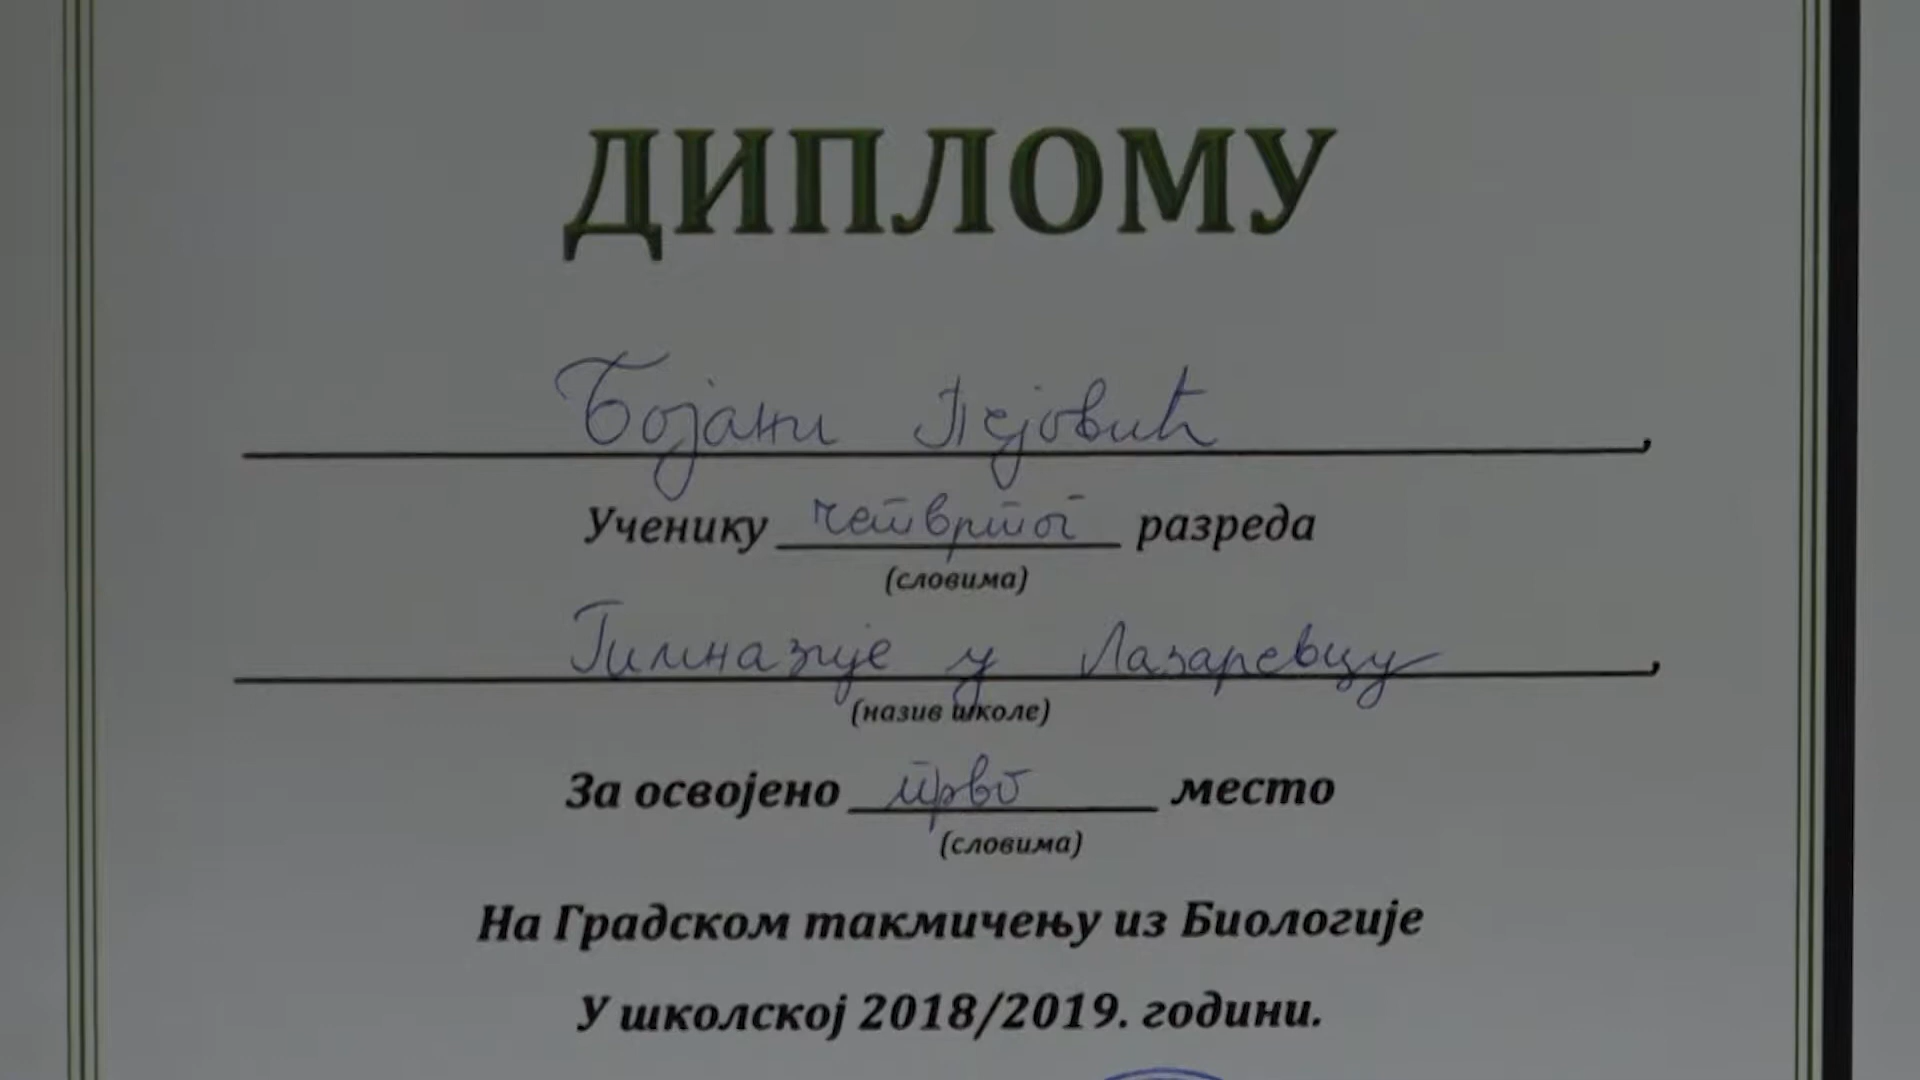 ДИПЛОМУ
Бојани Пејовић,
Ученику четвртог разреда
(словима)
Гимназије у Лазаревцу,
(назив школе)
За освојено прво место
(словима)
На Градском такмичењу из Биологије
У школској 2018/2019. години.